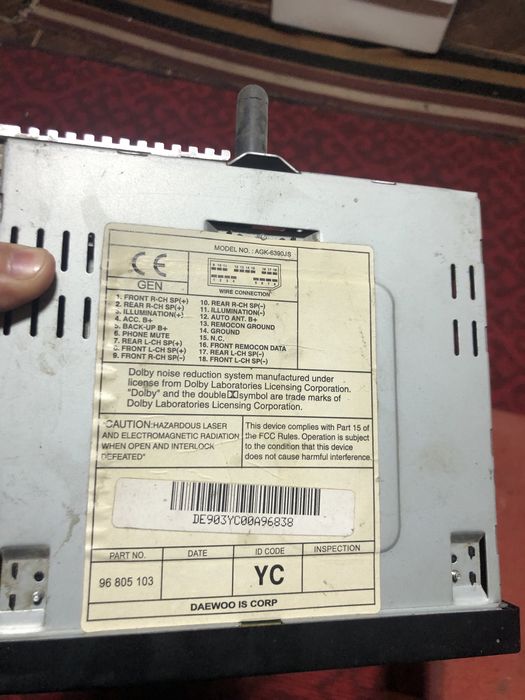 MODEL NO. : AGK-6390JS
CE
GEN
WIRE CONNECTION
1. FRONT R-CH SP(+)
2. REAR R-CH SP(+)
3. ILLUMINATION(+)
4. ACC. B+
5. BACK-UP B+
6. PHONE MUTE
7. REAR L-CH SP(+)
8. FRONT L-CH SP(+)
9. FRONT R-CH SP(-)
10. REAR R-CH SP(-)
11. ILLUMINATION(-)
12. AUTO ANT. B+
13. REMOCON GROUND
14. GROUND
15. N.C.
16. FRONT REMOCON DATA
17. REAR L-CH SP(-)
18. FRONT L-CH SP(-)
Dolby noise reduction system manufactured under
license from Dolby Laboratories Licensing Corporation.
"Dolby" and the double D symbol are trade marks of
Dolby Laboratories Licensing Corporation.
"CAUTION:HAZARDOUS LASER
AND ELECTROMAGNETIC RADIATION
WHEN OPEN AND INTERLOCK
DEFEATED"
This device complies with Part 15 of
the FCC Rules. Operation is subject
to the condition that this device
does not cause harmful interference.
DE903YC00A96838
PART NO. DATE ID CODE INSPECTION
96 805 103 YC
DAEWOO IS CORP